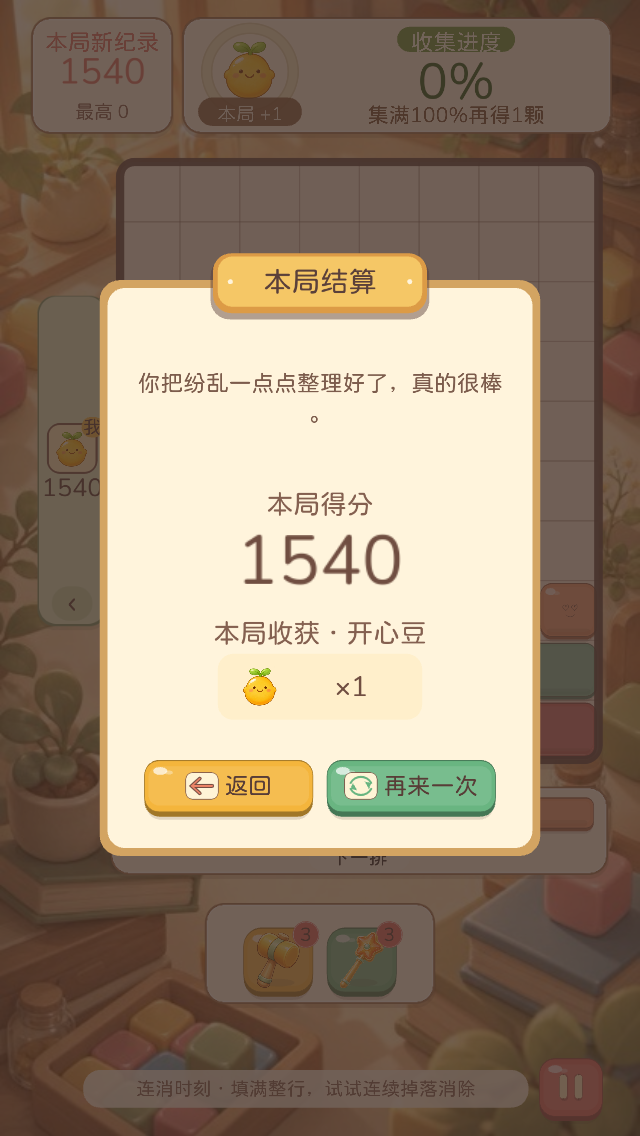 本局新纪录
1540
最高 0
本局 +1
收集进度
0%
集满100%再得1颗
本局结算
你把纷乱一点点整理好了，真的很棒
。
我
1540
本局得分
1540
本局收获 · 开心豆
×1
返回
再来一次
下一排
3
3
连消时刻 · 填满整行，试试连续掉落消除